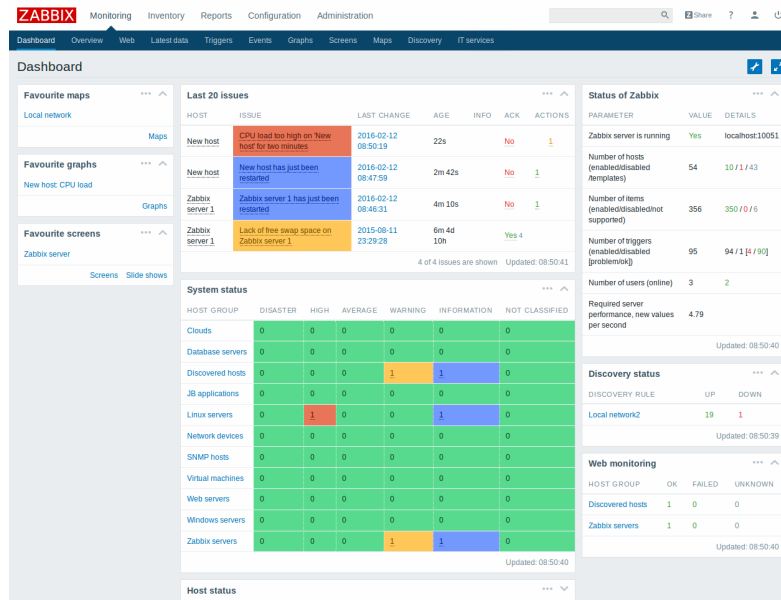 ZABBIX Monitoring Inventory Reports Configuration Administration Z Share ?
Dashboard Overview Web Latest data Triggers Events Graphs Screens Maps Discovery IT services
Dashboard
Favourite maps
Local network
Maps
Favourite graphs
New host: CPU load
Graphs
Favourite screens
Zabbix server
Screens Slide shows
Last 20 issues
HOST ISSUE LAST CHANGE AGE INFO ACK ACTIONS
New host CPU load too high on 'New host' for two minutes 2016-02-12 08:50:19 22s No 1
New host New host has just been restarted 2016-02-12 08:47:59 2m 42s No 1
Zabbix server 1 Zabbix server 1 has just been restarted 2016-02-12 08:46:31 4m 10s No 1
Zabbix server 1 Lack of free swap space on Zabbix server 1 2015-08-11 23:29:28 6m 4d 10h Yes 4
4 of 4 issues are shown Updated: 08:50:41
System status
HOST GROUP DISASTER HIGH AVERAGE WARNING INFORMATION NOT CLASSIFIED
Clouds 0 0 0 0 0 0
Database servers 0 0 0 0 0 0
Discovered hosts 0 0 0 1 1 0
JB applications 0 0 0 0 0 0
Linux servers 0 1 0 0 1 0
Network devices 0 0 0 0 0 0
SNMP hosts 0 0 0 0 0 0
Virtual machines 0 0 0 0 0 0
Web servers 0 0 0 0 0 0
Windows servers 0 0 0 0 0 0
Zabbix servers 0 0 0 1 1 0
Updated: 08:50:40
Host status
Status of Zabbix
PARAMETER VALUE DETAILS
Zabbix server is running Yes localhost:10051
Number of hosts (enabled/disabled /templates) 54 10 / 1 / 43
Number of items (enabled/disabled/not supported) 356 350 / 0 / 6
Number of triggers (enabled/disabled [problem/ok]) 95 94 / 1 [4 / 90]
Number of users (online) 3 2
Required server performance, new values per second 4.79
Updated: 08:50:40
Discovery status
DISCOVERY RULE UP DOWN
Local network2 19 1
Updated: 08:50:39
Web monitoring
HOST GROUP OK FAILED UNKNOWN
Discovered hosts 1 0 0
Zabbix servers 1 0 0
Updated: 08:50:40